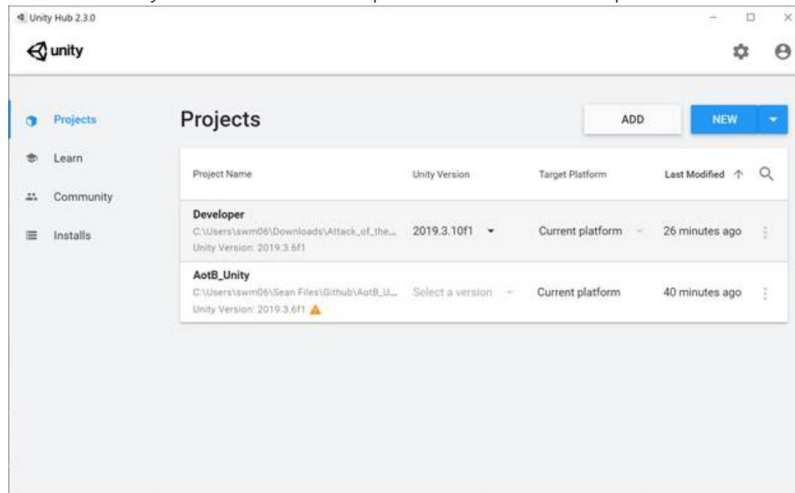 Unity Hub 2.3.0
unity
Projects
Learn
Community
Installs
Projects
ADD
NEW
Project Name Unity Version Target Platform Last Modified ↑
Developer
C:\Users\swm06\Downloads\Attack_of_the... 2019.3.10f1 Current platform 26 minutes ago
Unity Version: 2019.3.6f1
AotB_Unity
C:\Users\swm06\Sean Files\Github\AotB_U... Select a version Current platform 40 minutes ago
Unity Version: 2019.3.6f1